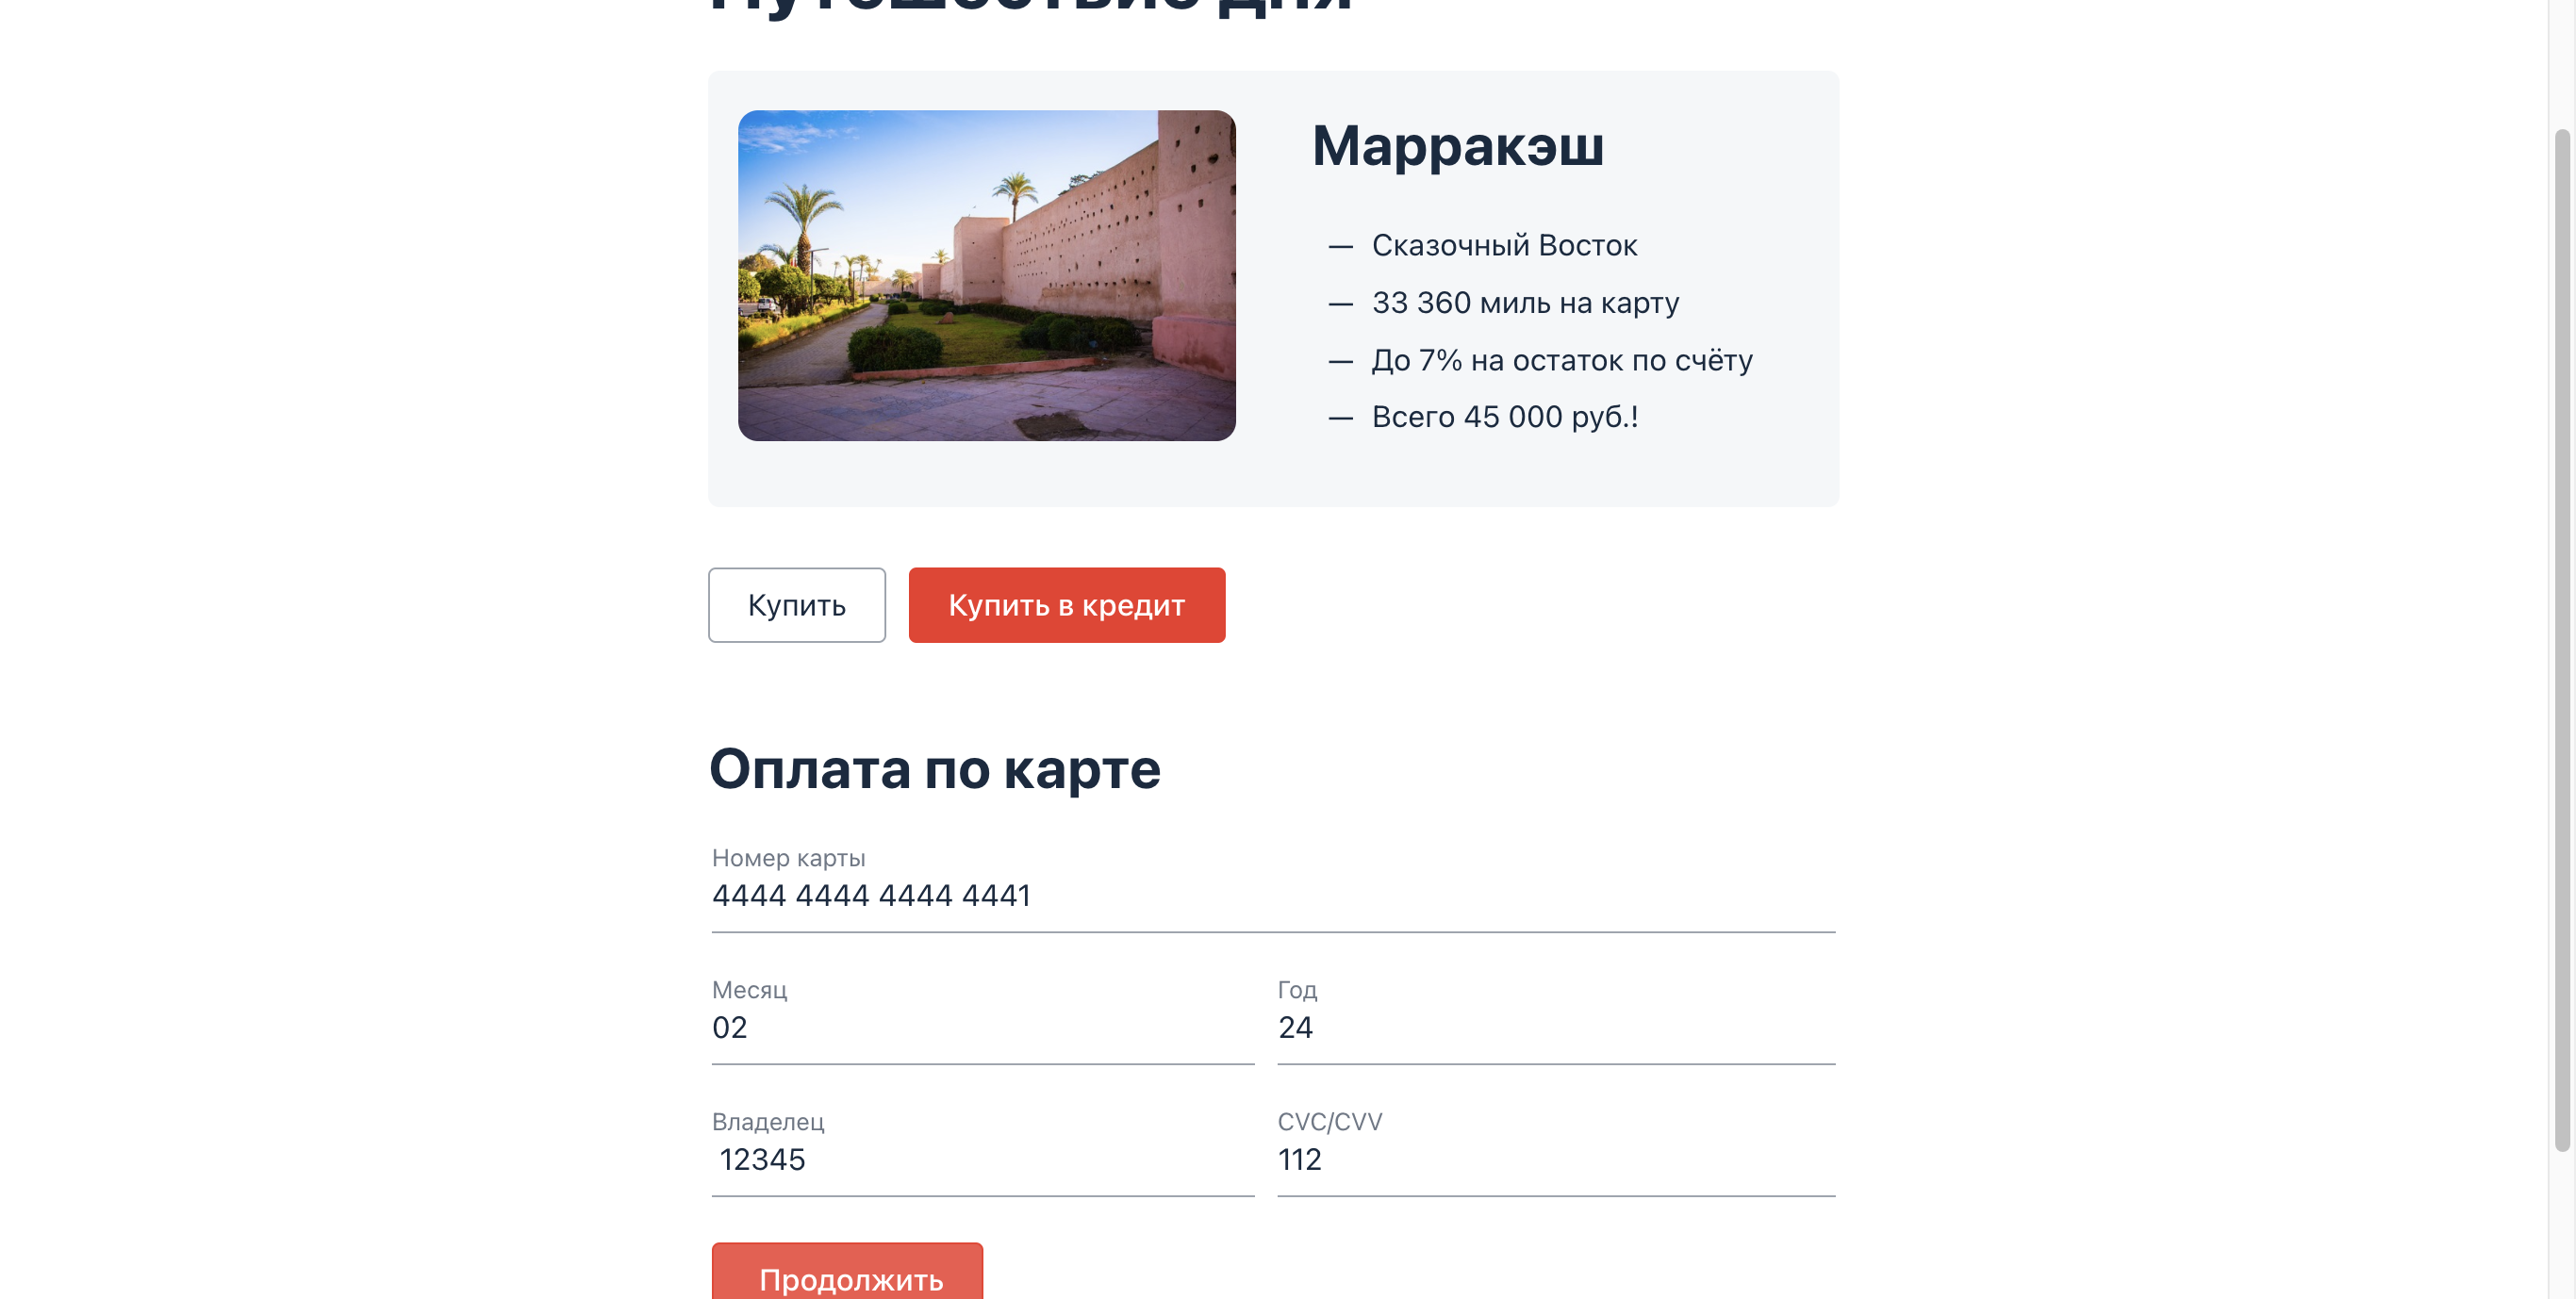 Путешествие дня
Марракэш
— Сказочный Восток
— 33 360 миль на карту
— До 7% на остаток по счёту
— Всего 45 000 руб.!
Купить
Купить в кредит
Оплата по карте
Номер карты
4444 4444 4444 4441
Месяц
02
Год
24
Владелец
12345
CVC/CVV
112
Продолжить